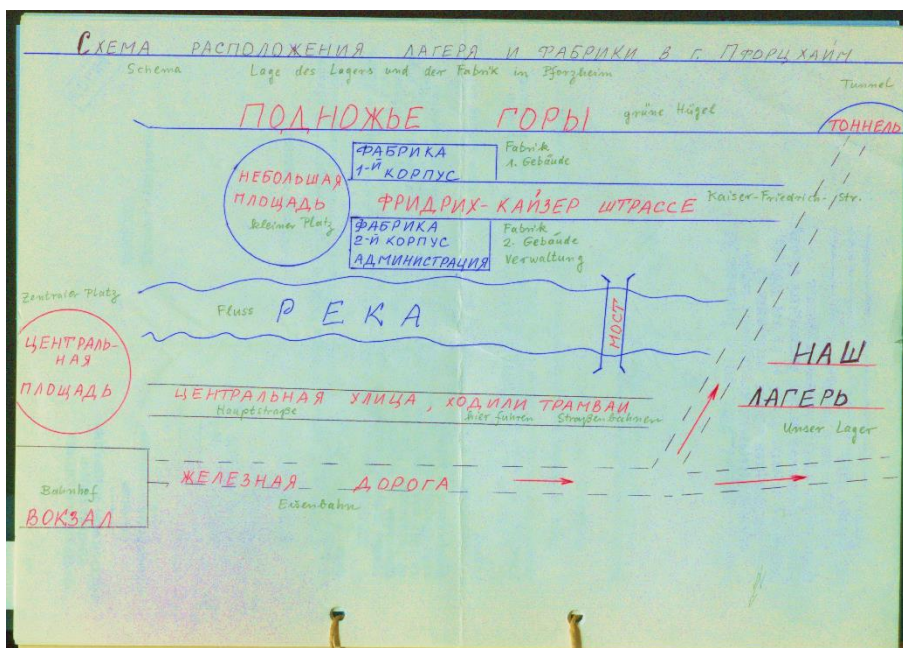 СХЕМА РАСПОЛОЖЕНИЯ ЛАГЕРЯ И ФАБРИКИ В Г. ПФОРЦХАЙМ
Schema Lage des Lagers und der Fabrik in Pforzheim
Tunnel
ПОДНОЖЬЕ ГОРЫ grüne Hügel
ТОННЕЛЬ
ФАБРИКА
1-Й КОРПУС
Fabrik
1. Gebäude
НЕБОЛЬШАЯ
ПЛОЩАДЬ
kleiner Platz
ФРИДРИХ-КАЙЗЕР ШТРАССЕ Kaiser-Friedrich-Str.
ФАБРИКА
2-Й КОРПУС
АДМИНИСТРАЦИЯ
Fabrik
2. Gebäude
Verwaltung
Zentraler Platz
Fluss РЕКА
МОСТ
ЦЕНТРАЛЬ-
НАЯ
ПЛОЩАДЬ
НАШ
ЛАГЕРЬ
Unser Lager
ЦЕНТРАЛЬНАЯ УЛИЦА, ХОДИЛИ ТРАМВАИ
Hauptstraße hier fuhren Straßenbahnen
ЖЕЛЕЗНАЯ ДОРОГА
Eisenbahn
Bahnhof
ВОКЗАЛ